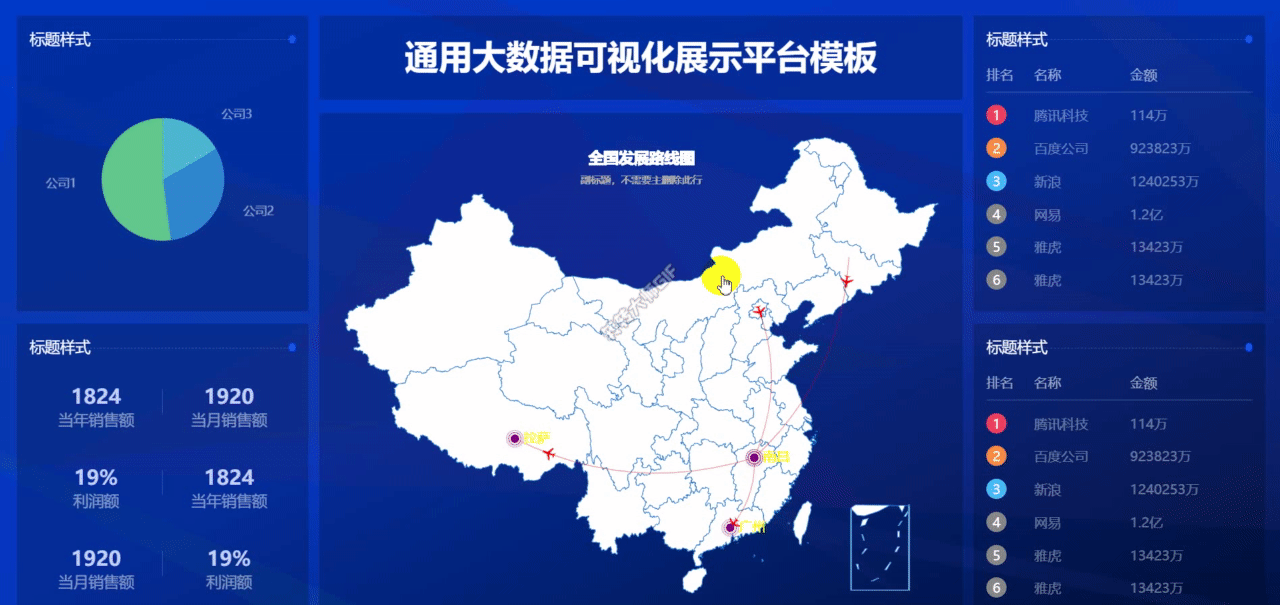 标题样式
公司3
公司1
公司2
标题样式
1824
当年销售额
1920
当月销售额
19%
利润额
1824
当年销售额
1920
当月销售额
19%
利润额
通用大数据可视化展示平台模板
全国发展路线图
副标题，不需要主删除此行
拉萨
广州
标题样式
排名 名称 金额
1 腾讯科技 114万
2 百度公司 923823万
3 新浪 1240253万
4 网易 1.2亿
5 雅虎 13423万
6 雅虎 13423万
标题样式
排名 名称 金额
1 腾讯科技 114万
2 百度公司 923823万
3 新浪 1240253万
4 网易 1.2亿
5 雅虎 13423万
6 雅虎 13423万